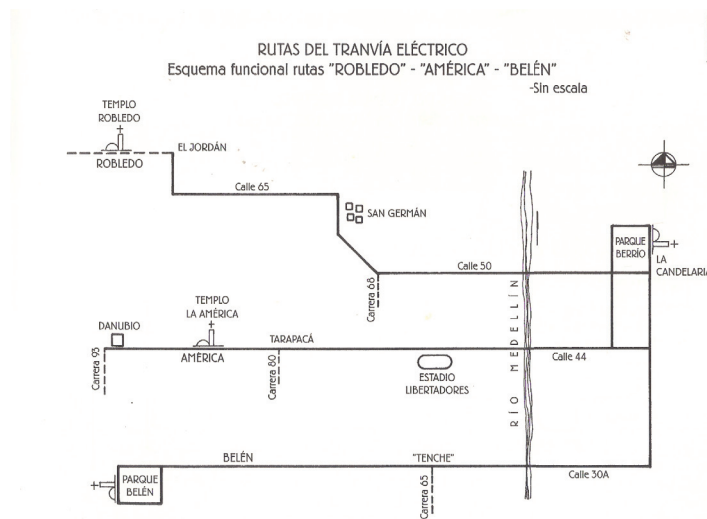 RUTAS DEL TRANVÍA ELÉCTRICO
Esquema funcional rutas "ROBLEDO" - "AMÉRICA" - "BELÉN"
-Sin escala
TEMPLO
ROBLEDO
EL JORDÁN
ROBLEDO
Calle 65
SAN GERMÁN
PARQUE
BERRÍO
LA
CANDELARIA
Calle 50
Carrera 68
RÍO MEDELLÍN
TEMPLO
LA AMÉRICA
DANUBIO
TARAPACÁ
AMÉRICA
Calle 44
Carrera 93
Carrera 80
ESTADIO
LIBERTADORES
BELÉN
"TENCHE"
Calle 30A
PARQUE
BELÉN
Carrera 65